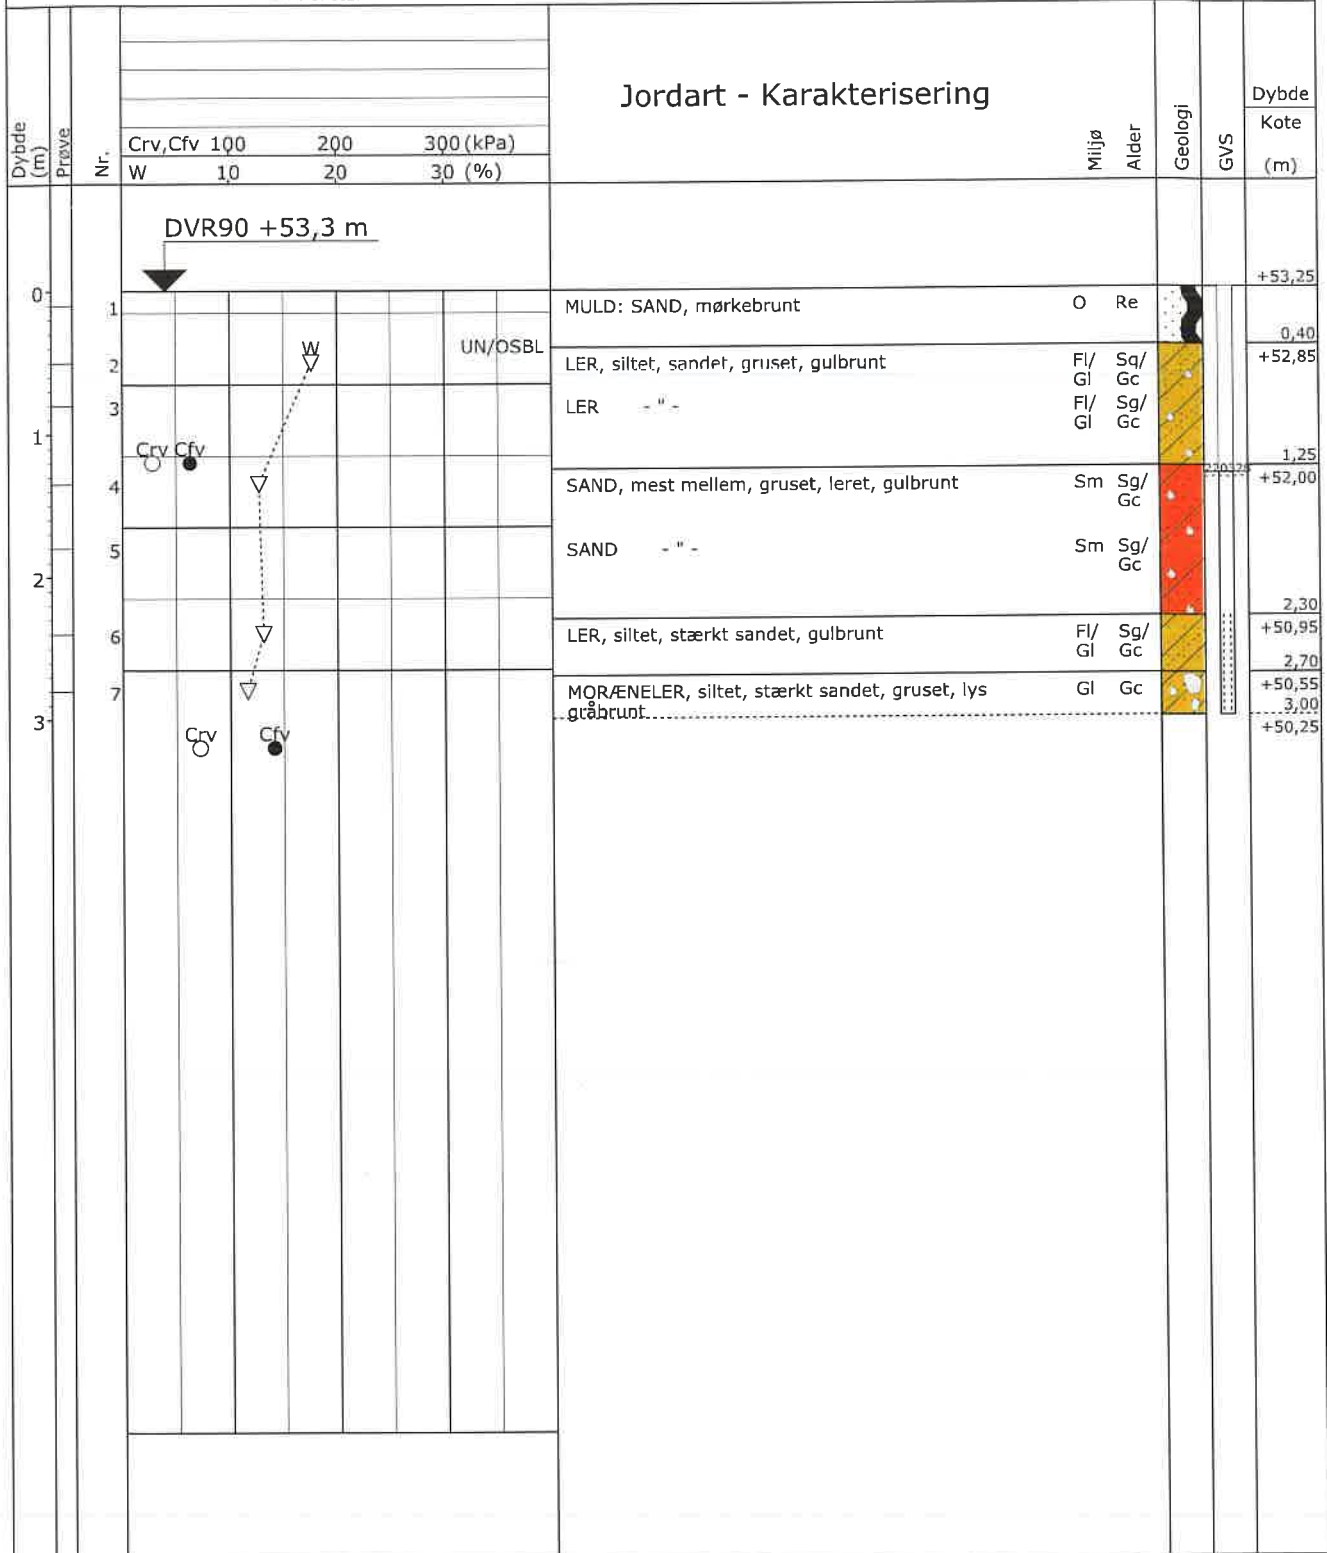 Jordart - Karakterisering
Dybde (m)
Prøve
Nr.
Crv,Cfv 100 200 300 (kPa)
W 10 20 30 (%)
Miljø
Alder
Geologi
GVS
Dybde
Kote
(m)
DVR90 +53,3 m
+53,25
0
1 MULD: SAND, mørkebrunt O Re
0,40
W UN/OSBL
+52,85
2 LER, siltet, sandet, gruset, gulbrunt Fl/ Sg/
Gl Gc
3 LER - " - Fl/ Sg/
Gl Gc
1
Crv Cfv
1,25
+52,00
4 SAND, mest mellem, gruset, leret, gulbrunt Sm Sg/
Gc
5 SAND - " - Sm Sg/
Gc
2
2,30
+50,95
6 LER, siltet, stærkt sandet, gulbrunt Fl/ Sg/
Gl Gc
2,70
+50,55
7 MORÆNELER, siltet, stærkt sandet, gruset, lys Gl Gc
gråbrunt
3,00
3
+50,25
Crv Cfv